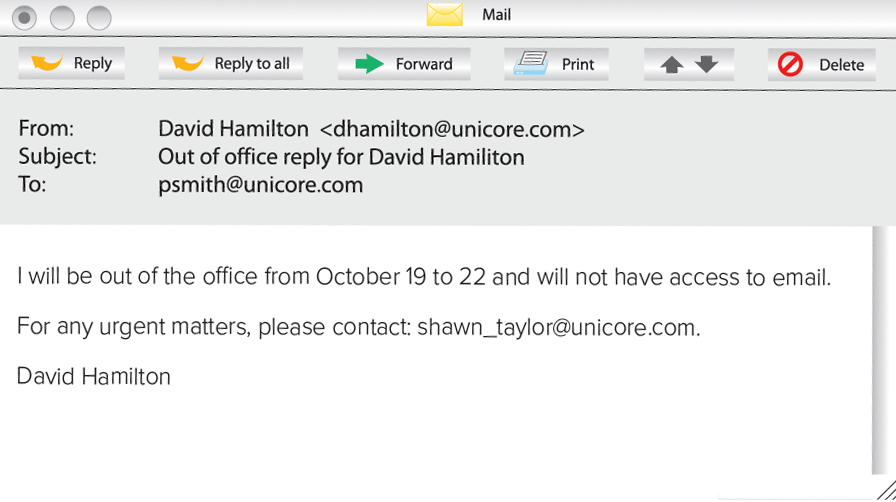 Mail
Reply Reply to all Forward Print Delete
From: David Hamilton <dhamilton@unicore.com>
Subject: Out of office reply for David Hamiliton
To: psmith@unicore.com
I will be out of the office from October 19 to 22 and will not have access to email.
For any urgent matters, please contact: shawn_taylor@unicore.com.
David Hamilton